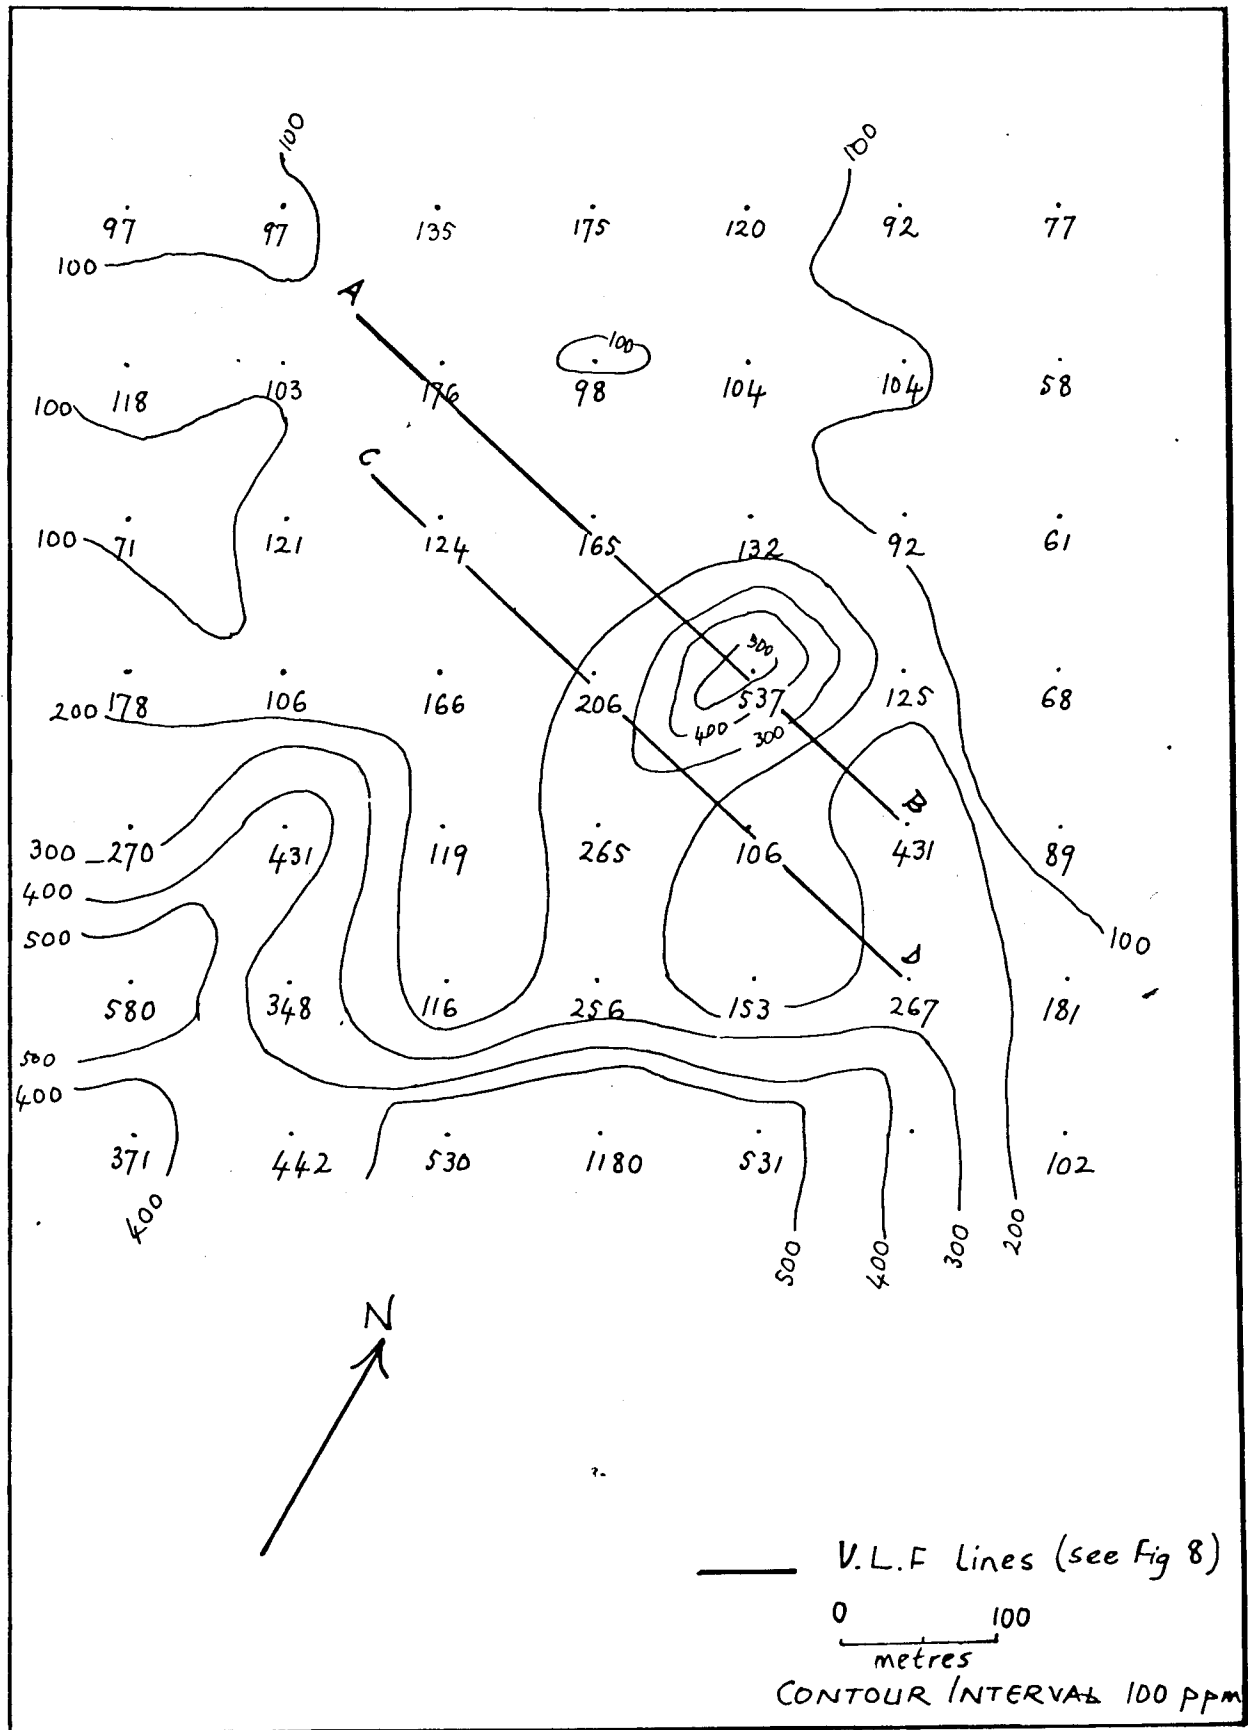 100 100
97 97 135 175 120 92 77
100
A
100
118 103 176 98 104 104 58
100
C
100 71 121 124 165 132 92 61
300
178 106 166 206 537 125 68
200
400 300
B
300 270 431 119 265 106 431 89
400
500 100
D
580 348 116 256 153 267 181
500
400
371 442 530 1180 531 102
400 500 400 300 200
N
V.L.F lines (see Fig 8)
0 100
metres
CONTOUR INTERVAL 100 ppm